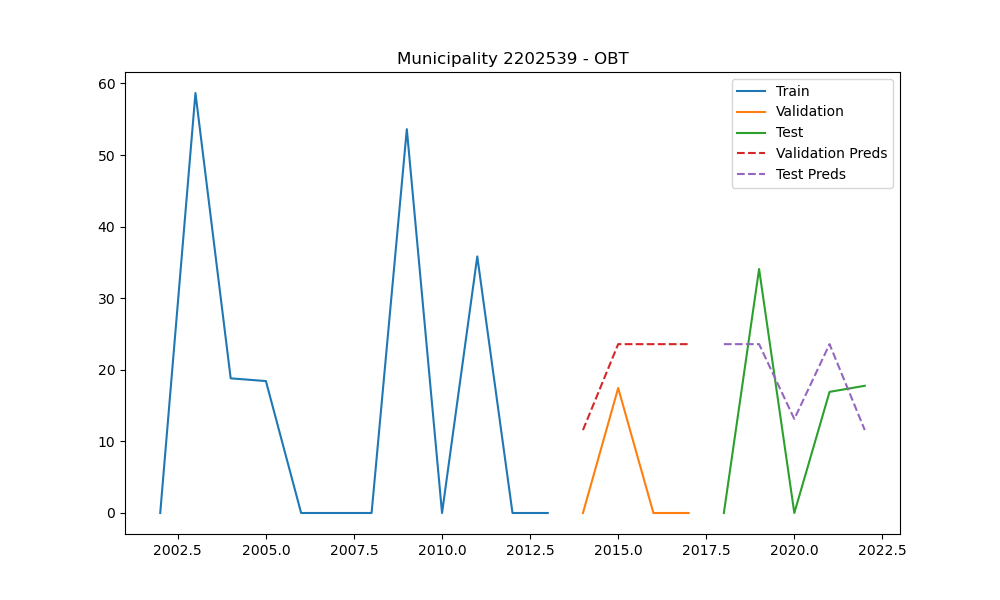 Municipality 2202539 - OBT
Train
Validation
Test
Validation Preds
Test Preds
60
50
40
30
20
10
0
2002.5 2005.0 2007.5 2010.0 2012.5 2015.0 2017.5 2020.0 2022.5